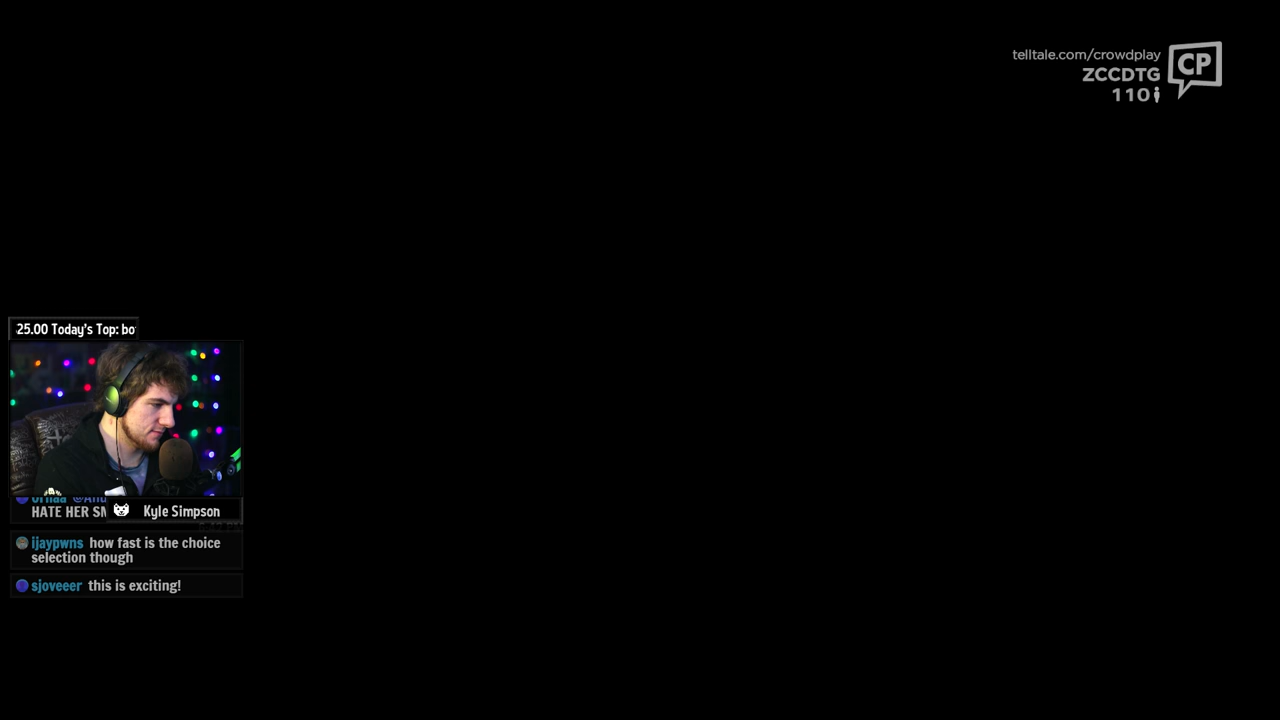 telltale.com/crowdplay
ZCCDTG
110
CP
25.00 Today's Top: bo
HATE HER
Kyle Simpson
ijaypwns how fast is the choice
selection though
sjoveeer this is exciting!